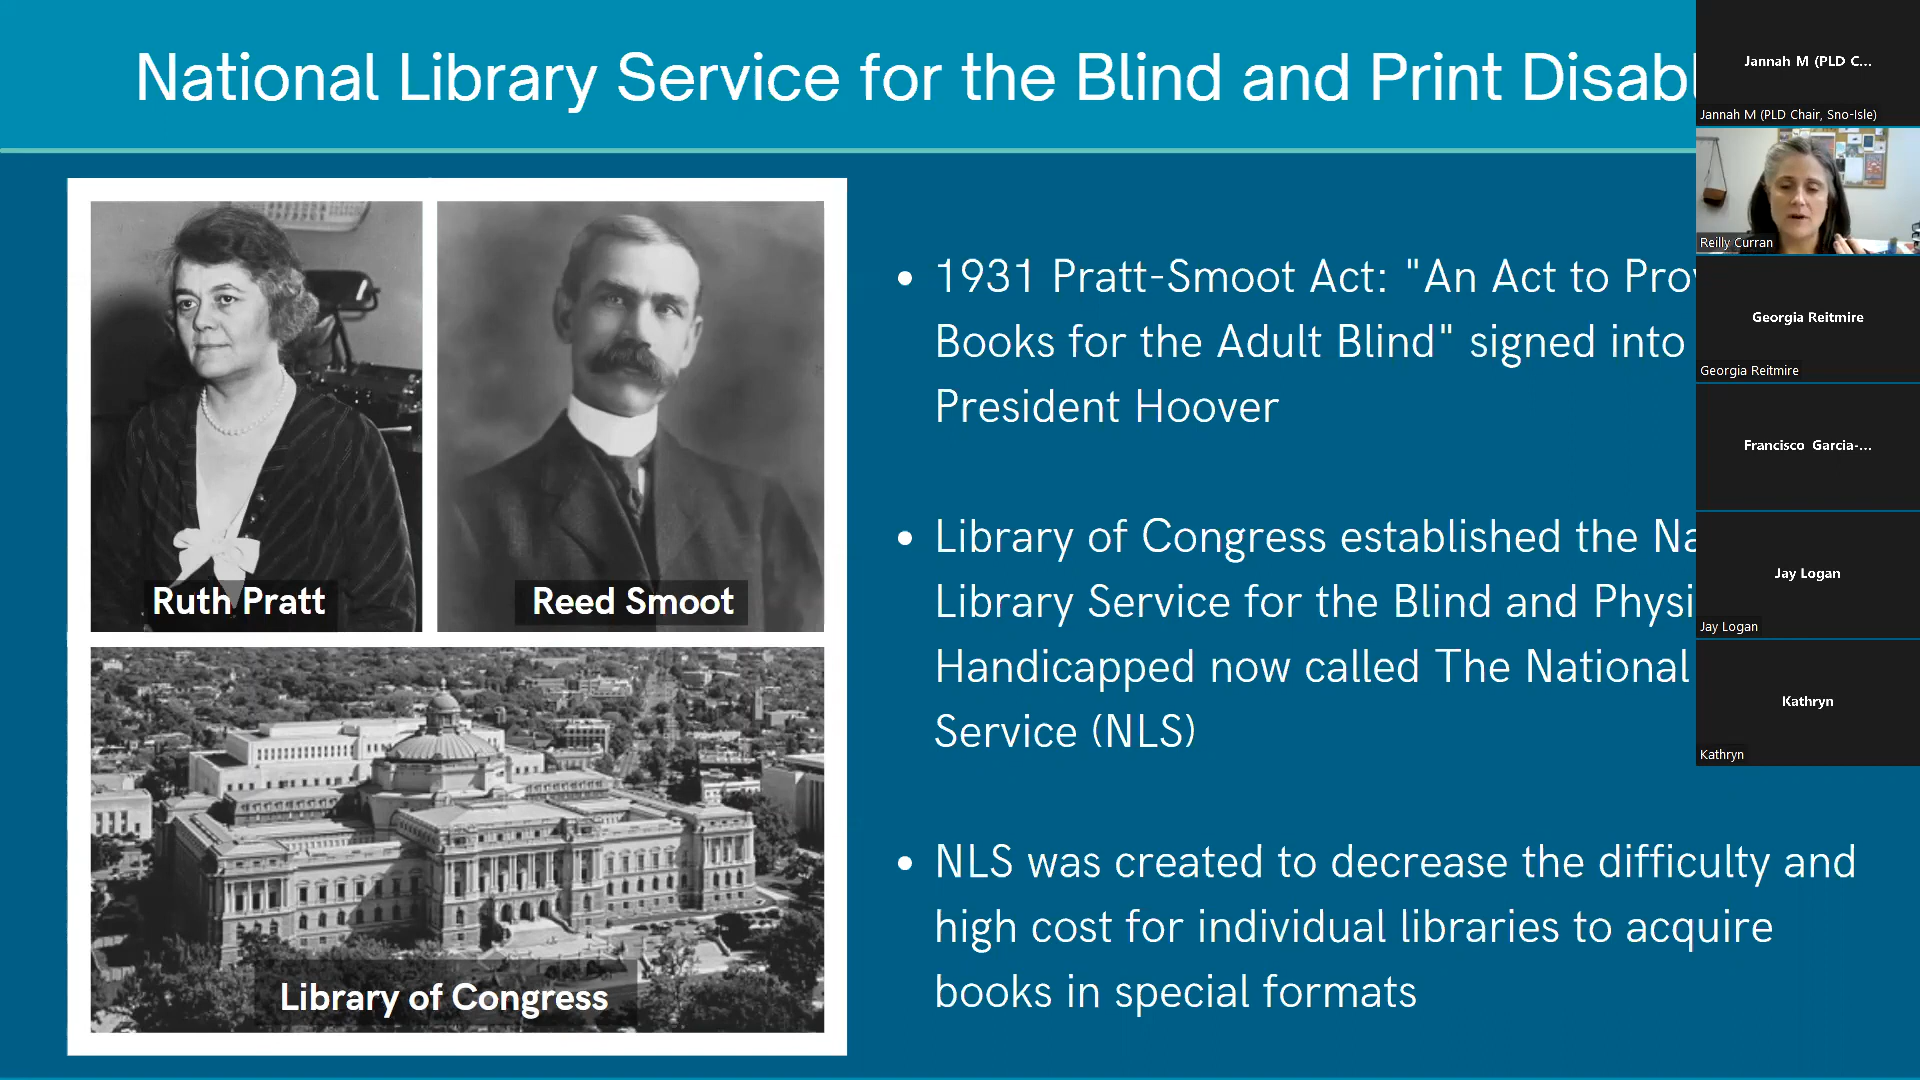 National Library Service for the Blind and Print
1931 Pratt-Smoot Act: "An Act to
Books for the Adult Blind" signed into
President Hoover
Library of Congress established the
Library Service for the Blind and
Handicapped now called The National
Service (NLS)
NLS was created to decrease the difficulty and
high cost for individual libraries to acquire
books in special formats
Ruth Pratt
Reed Smoot
Library of Congress
Jannah M (PLD C...
Jannah M (PLD Chair, Sno-Isle)
Reilly Curran
Georgia Reitmire
Georgia Reitmire
Francisco Garcia-...
Jay Logan
Jay Logan
Kathryn
Kathryn